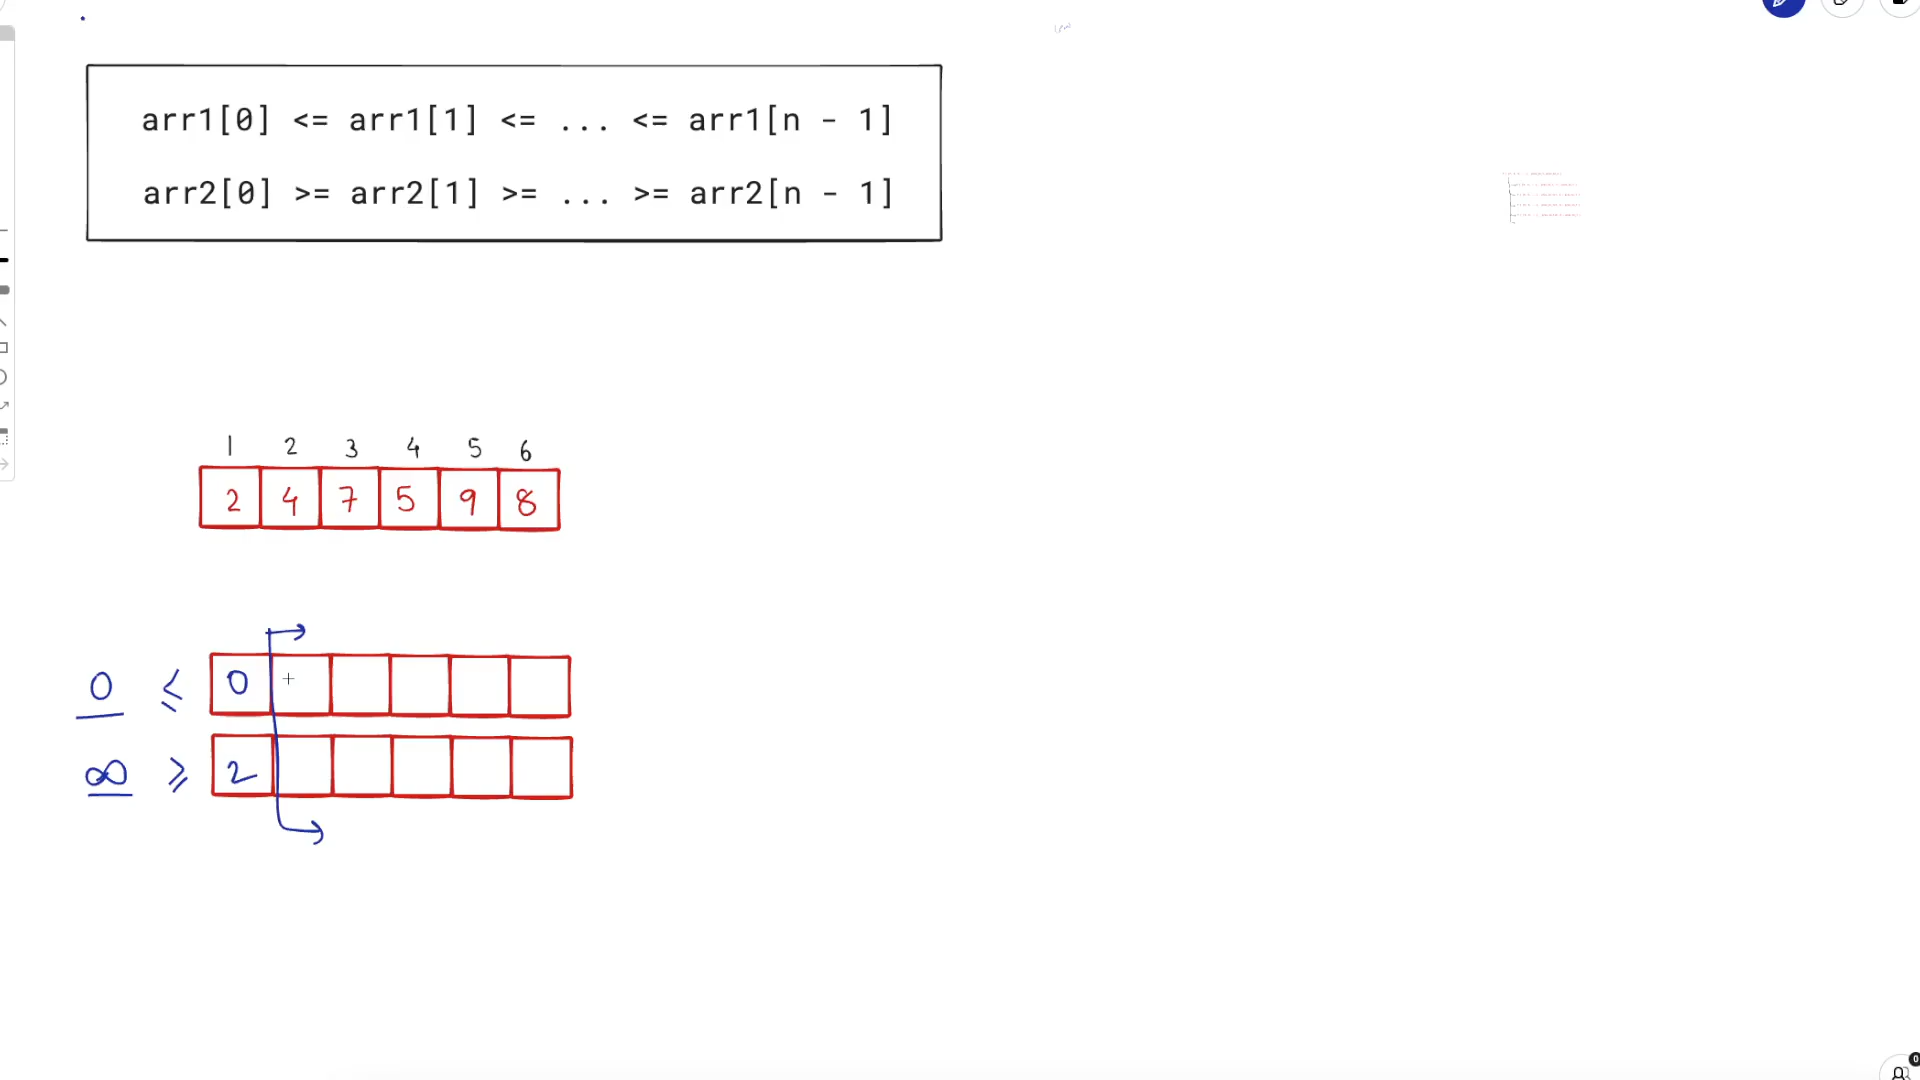 arr1[0] <= arr1[1] <= ... <= arr1[n - 1]
arr2[0] >= arr2[1] >= ... >= arr2[n - 1]
1 2 3 4 5 6
2 4 7 5 9 8
0 ≤ 0
∞ ≥ 2
0